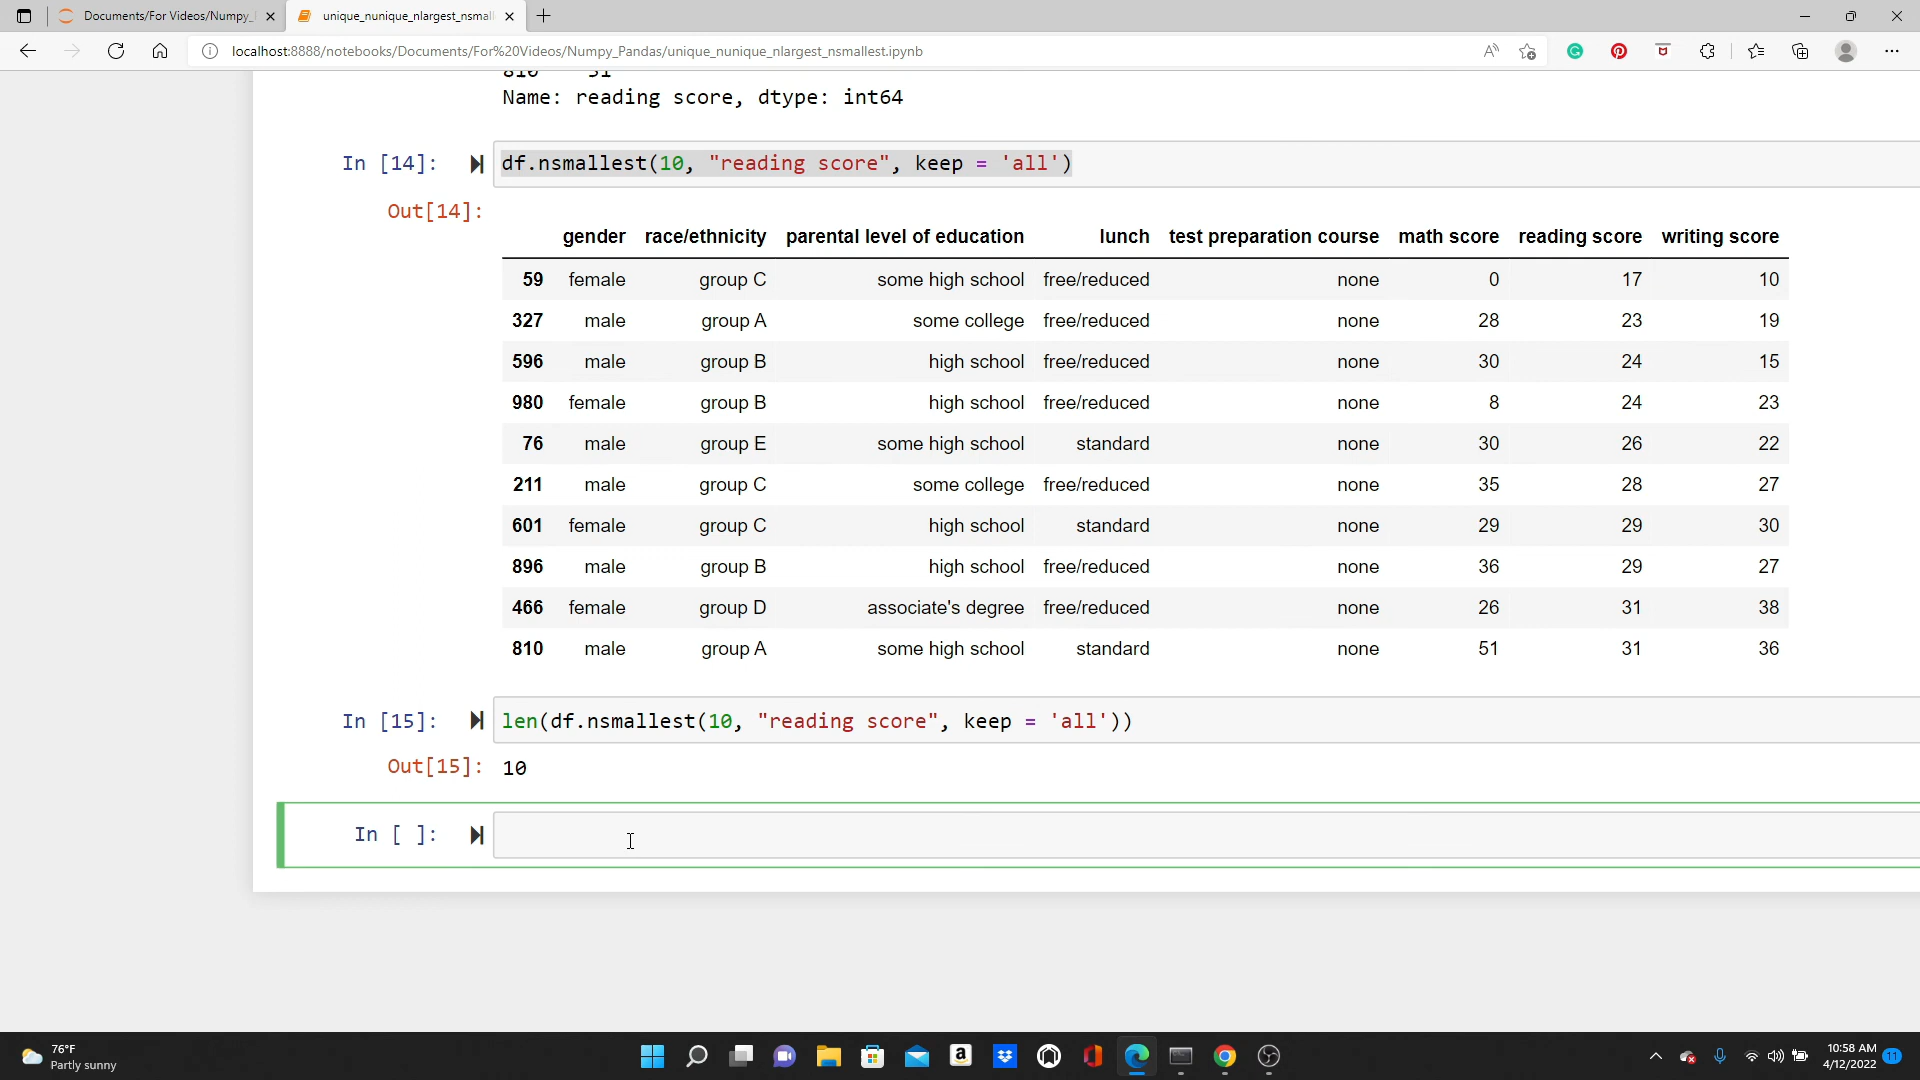 Documents/For Videos/Numpy_
unique_nunique_nlargest_nsmall
localhost:8888/notebooks/Documents/For%20Videos/Numpy_Pandas/unique_nunique_nlargest_nsmallest.ipynb
810 31
Name: reading score, dtype: int64
In [14]: df.nsmallest(10, "reading score", keep = 'all')
Out[14]:
gender race/ethnicity parental level of education lunch test preparation course math score reading score writing score
59 female group C some high school free/reduced none 0 17 10
327 male group A some college free/reduced none 28 23 19
596 male group B high school free/reduced none 30 24 15
980 female group B high school free/reduced none 8 24 23
76 male group E some high school standard none 30 26 22
211 male group C some college free/reduced none 35 28 27
601 female group C high school standard none 29 29 30
896 male group B high school free/reduced none 36 29 27
466 female group D associate's degree free/reduced none 26 31 38
810 male group A some high school standard none 51 31 36
In [15]: len(df.nsmallest(10, "reading score", keep = 'all'))
Out[15]: 10
In [ ]:
76°F
Partly sunny
10:58 AM
4/12/2022
11